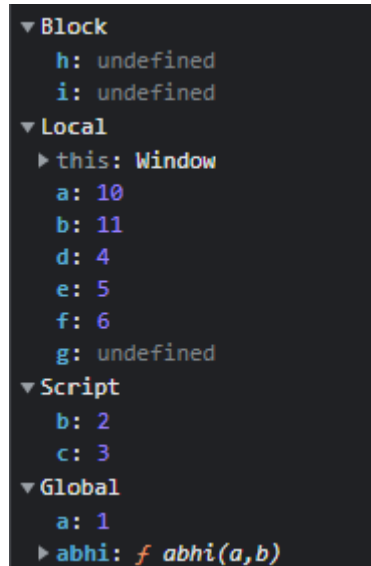 ▼Block
h: undefined
i: undefined
▼Local
▶this: Window
a: 10
b: 11
d: 4
e: 5
f: 6
g: undefined
▼Script
b: 2
c: 3
▼Global
a: 1
▶abhi: ƒ abhi(a,b)